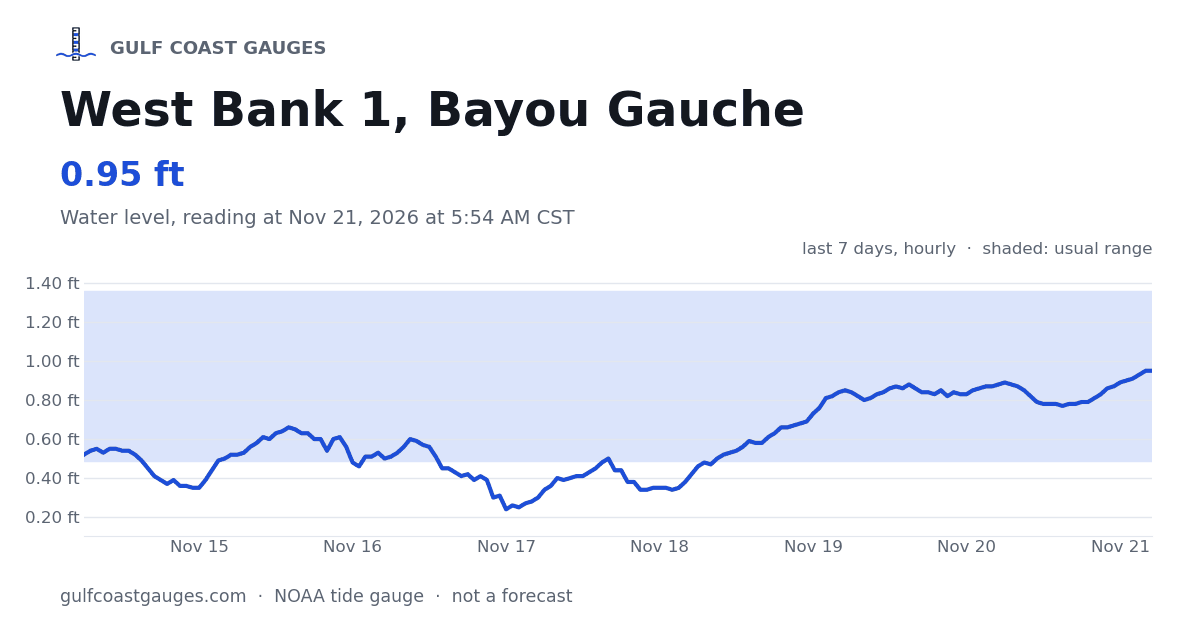 GULF COAST GAUGES
West Bank 1, Bayou Gauche
0.95 ft
Water level, reading at Nov 21, 2026 at 5:54 AM CST
last 7 days, hourly · shaded: usual range
1.40 ft
1.20 ft
1.00 ft
0.80 ft
0.60 ft
0.40 ft
0.20 ft
Nov 15 Nov 16 Nov 17 Nov 18 Nov 19 Nov 20 Nov 21
gulfcoastgauges.com · NOAA tide gauge · not a forecast